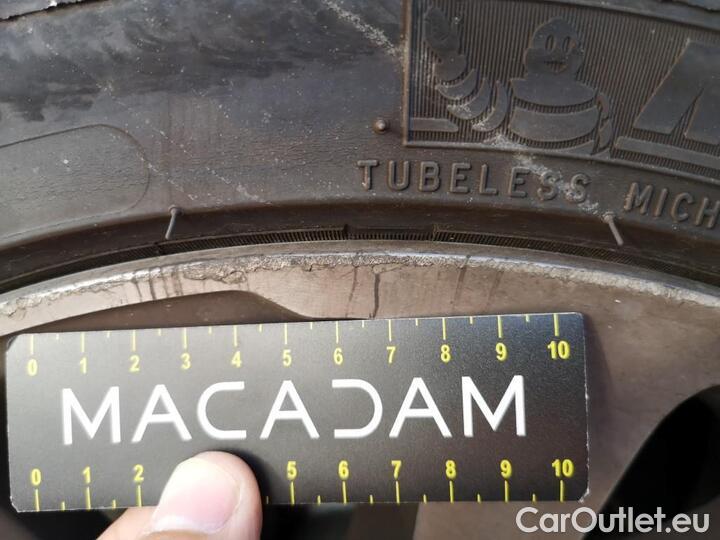 TUBELESS MICH
0 1 2 3 4 5 6 7 8 9 10
MACADAM
0 1 2 5 6 7 8 9 10
CarOutlet.eu